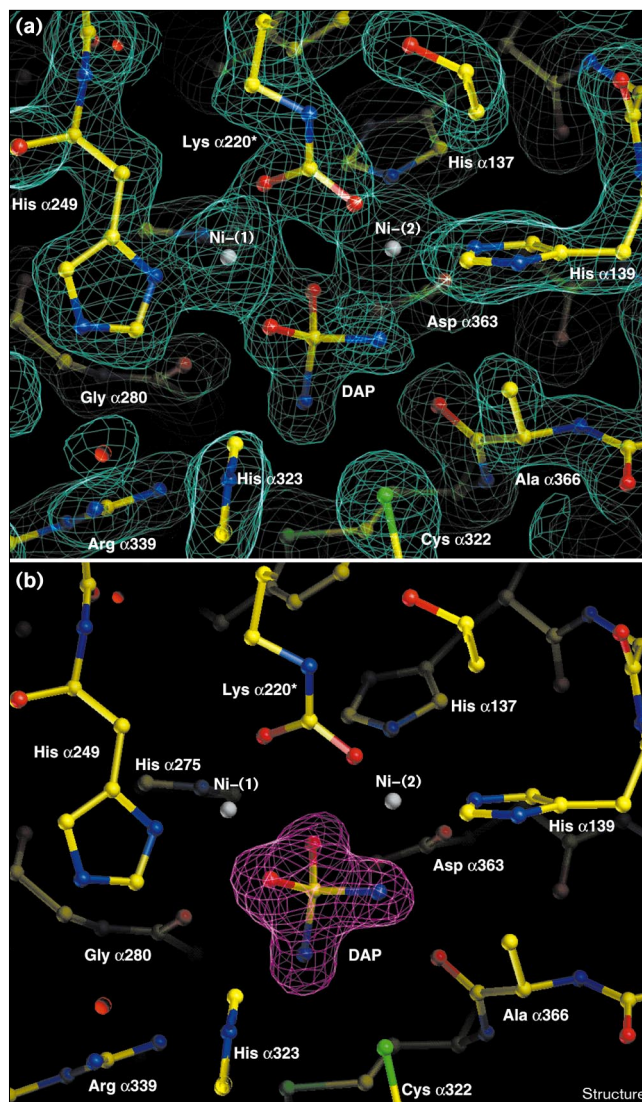 (a)
Lys α220*
His α137
His α249
Ni-(1)
Ni-(2)
His α139
Asp α363
Gly α280
DAP
His α323
Ala α366
Arg α339
Cys α322
(b)
Lys α220*
His α137
His α249
His α275
Ni-(1)
Ni-(2)
His α139
Asp α363
Gly α280
DAP
Ala α366
His α323
Arg α339
Cys α322
Structure